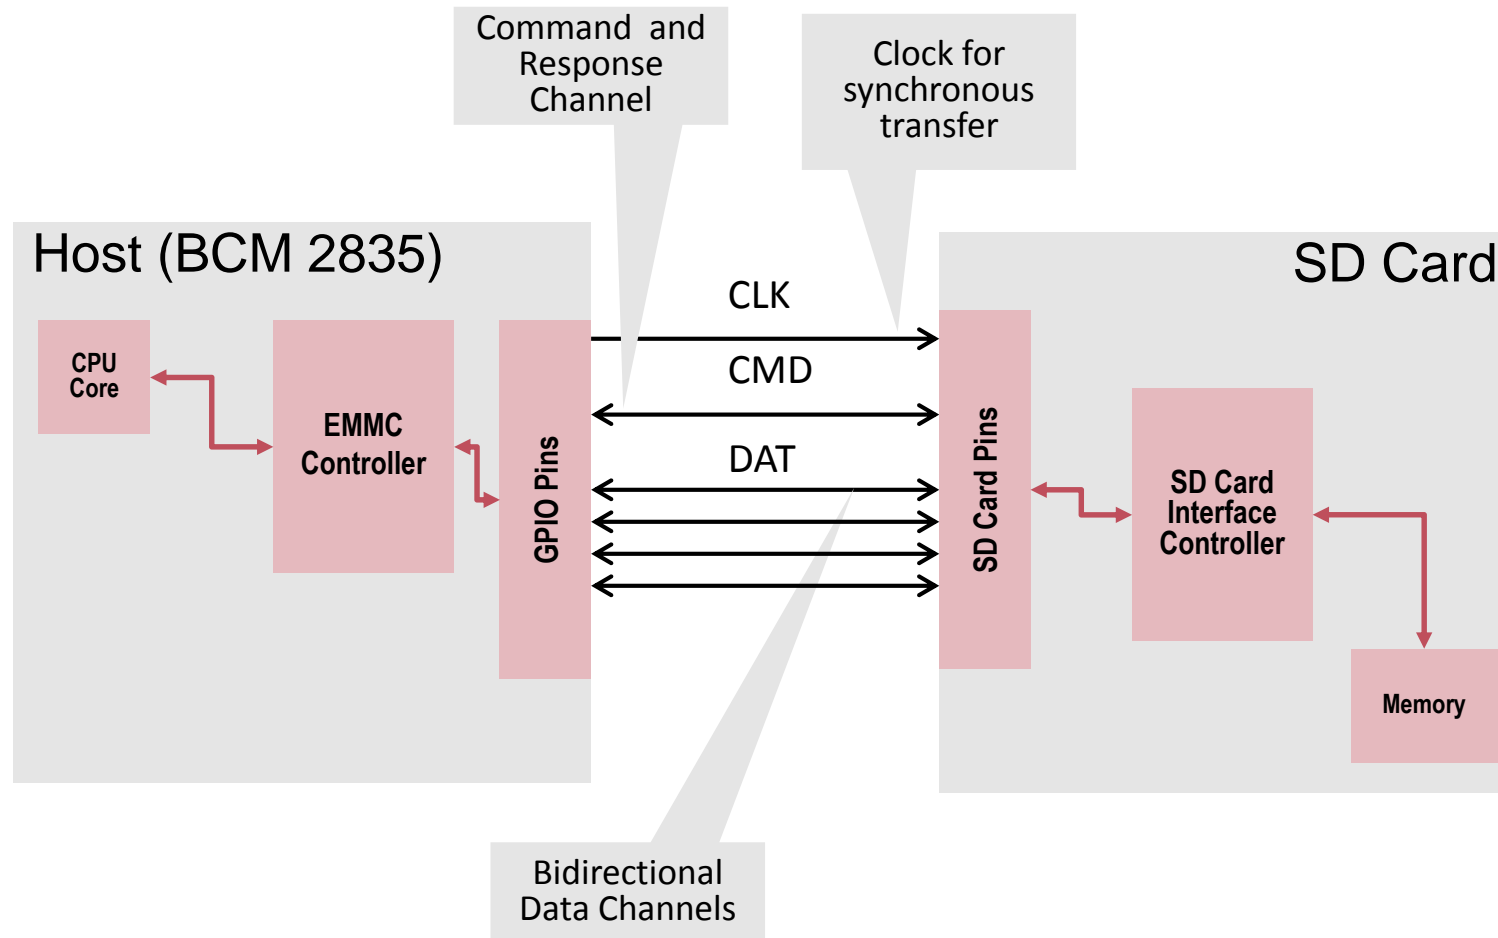 Command and
Response
Channel
Clock for
synchronous
transfer
Host (BCM 2835)
SD Card
CPU
Core
EMMC
Controller
GPIO Pins
CLK
CMD
DAT
SD Card Pins
SD Card
Interface
Controller
Memory
Bidirectional
Data Channels